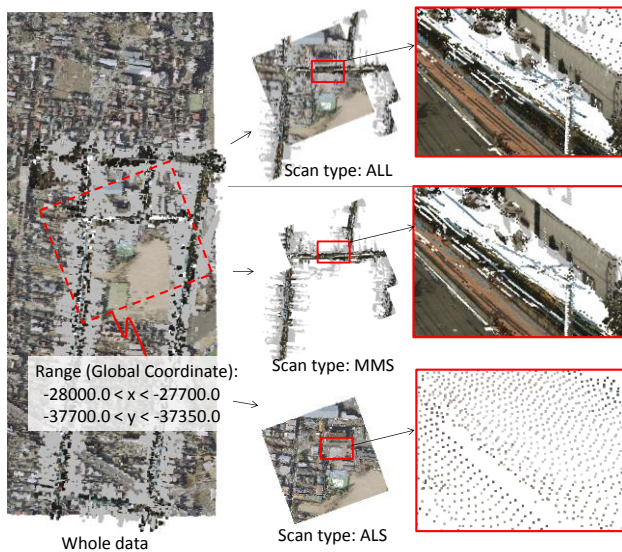 Scan type: ALL
Scan type: MMS
Range (Global Coordinate):
-28000.0 < x < -27700.0
-37700.0 < y < -37350.0
Scan type: ALS
Whole data